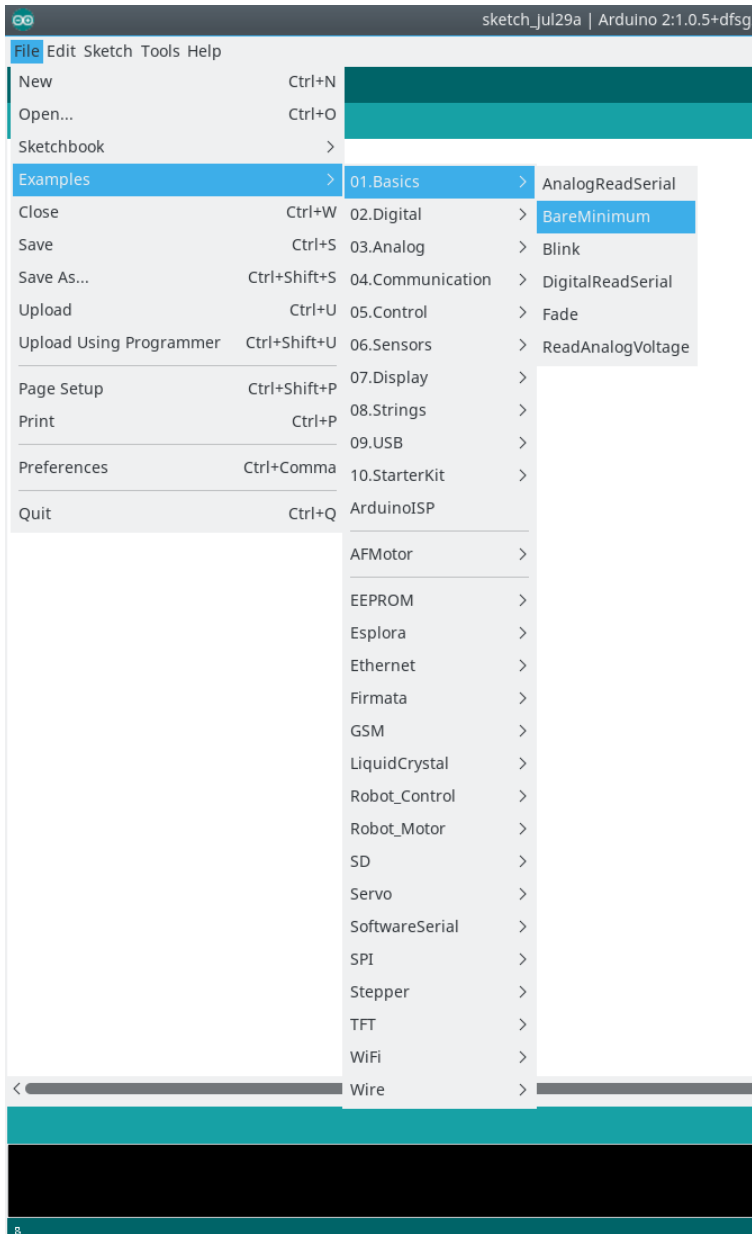 sketch_jul29a | Arduino 2:1.0.5+dfsg
File Edit Sketch Tools Help
New Ctrl+N
Open... Ctrl+O
Sketchbook
Examples
Close Ctrl+W
Save Ctrl+S
Save As... Ctrl+Shift+S
Upload Ctrl+U
Upload Using Programmer Ctrl+Shift+U
Page Setup Ctrl+Shift+P
Print Ctrl+P
Preferences Ctrl+Comma
Quit Ctrl+Q
01.Basics
02.Digital
03.Analog
04.Communication
05.Control
06.Sensors
07.Display
08.Strings
09.USB
10.StarterKit
ArduinoISP
AFMotor
EEPROM
Esplora
Ethernet
Firmata
GSM
LiquidCrystal
Robot_Control
Robot_Motor
SD
Servo
SoftwareSerial
SPI
Stepper
TFT
WiFi
Wire
AnalogReadSerial
BareMinimum
Blink
DigitalReadSerial
Fade
ReadAnalogVoltage